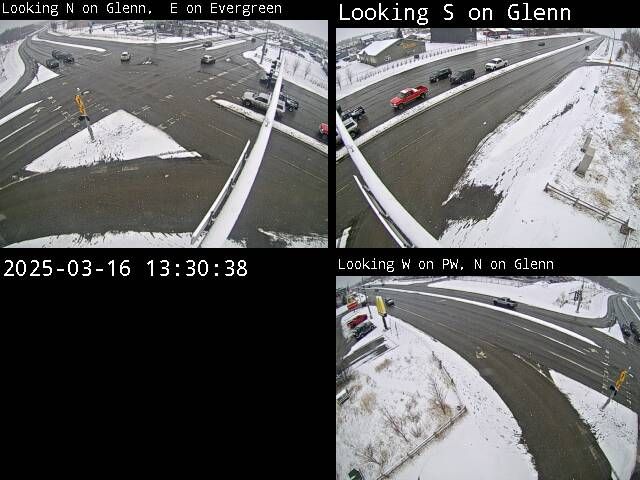 Looking N on Glenn,  E on Evergreen
Looking S on Glenn
2025-03-16 13:30:38
Looking W on PW, N on Glenn